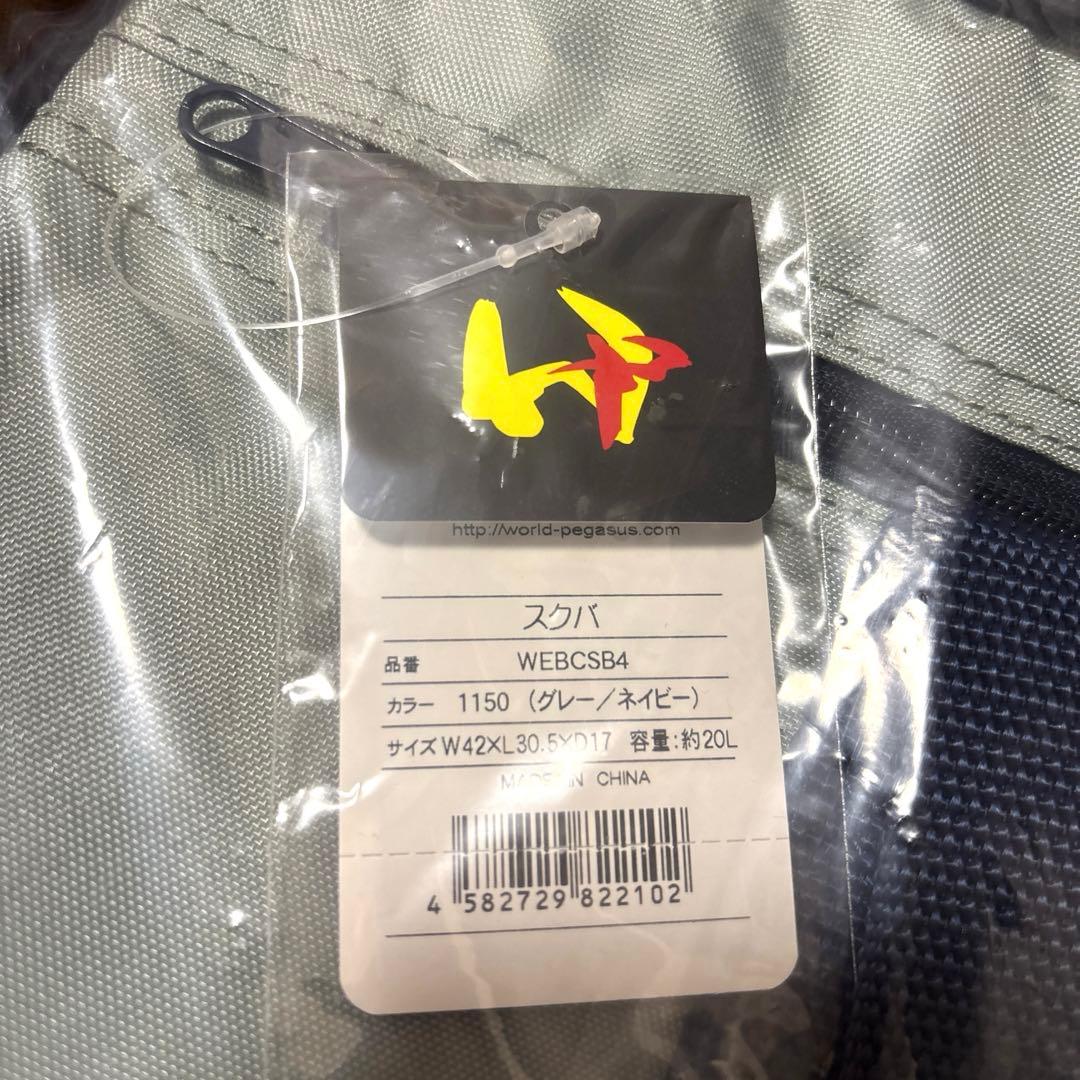 WP
http://world-pegasus.com
スクバ
品番 WEBCSB4
カラー 1150 (グレー/ネイビー)
サイズ W42×L30.5×D17 容量:約20L
MADE IN CHINA
4 582729 822102